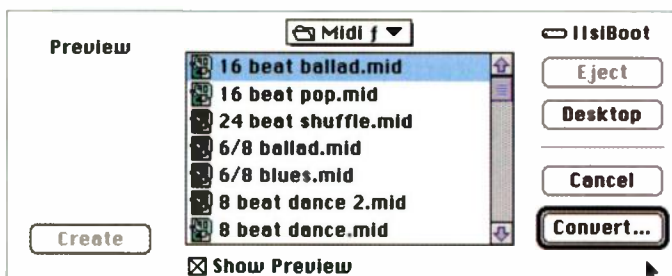 Preview
Midi ƒ
IIsiBoot
16 beat ballad.mid
16 beat pop.mid
24 beat shuffle.mid
6/8 ballad.mid
6/8 blues.mid
8 beat dance 2.mid
8 beat dance.mid
Eject
Desktop
Cancel
Convert...
Create
Show Preview